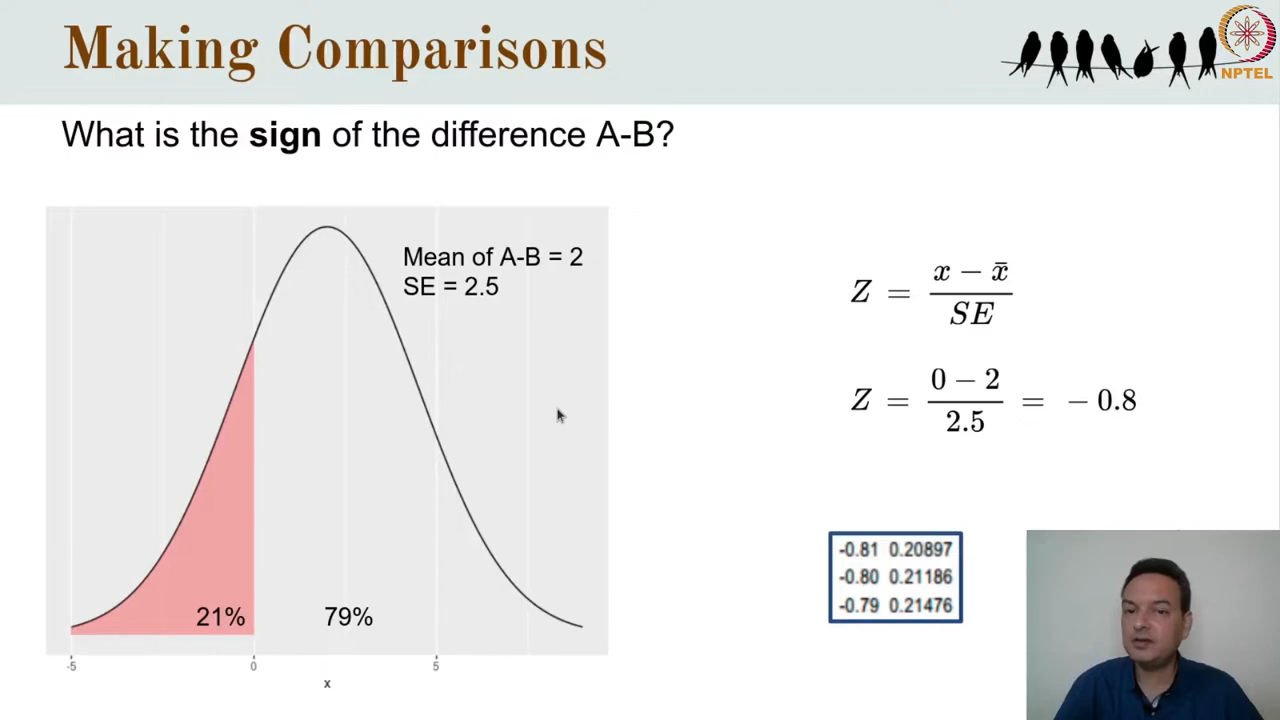 Making Comparisons
NPTEL
What is the sign of the difference A-B?
Mean of A-B = 2
SE = 2.5
21%
79%
-5
0
5
x
Z = x − x̄ / SE
Z = 0 − 2 / 2.5 = − 0.8
-0.81 0.20897
-0.80 0.21186
-0.79 0.21476